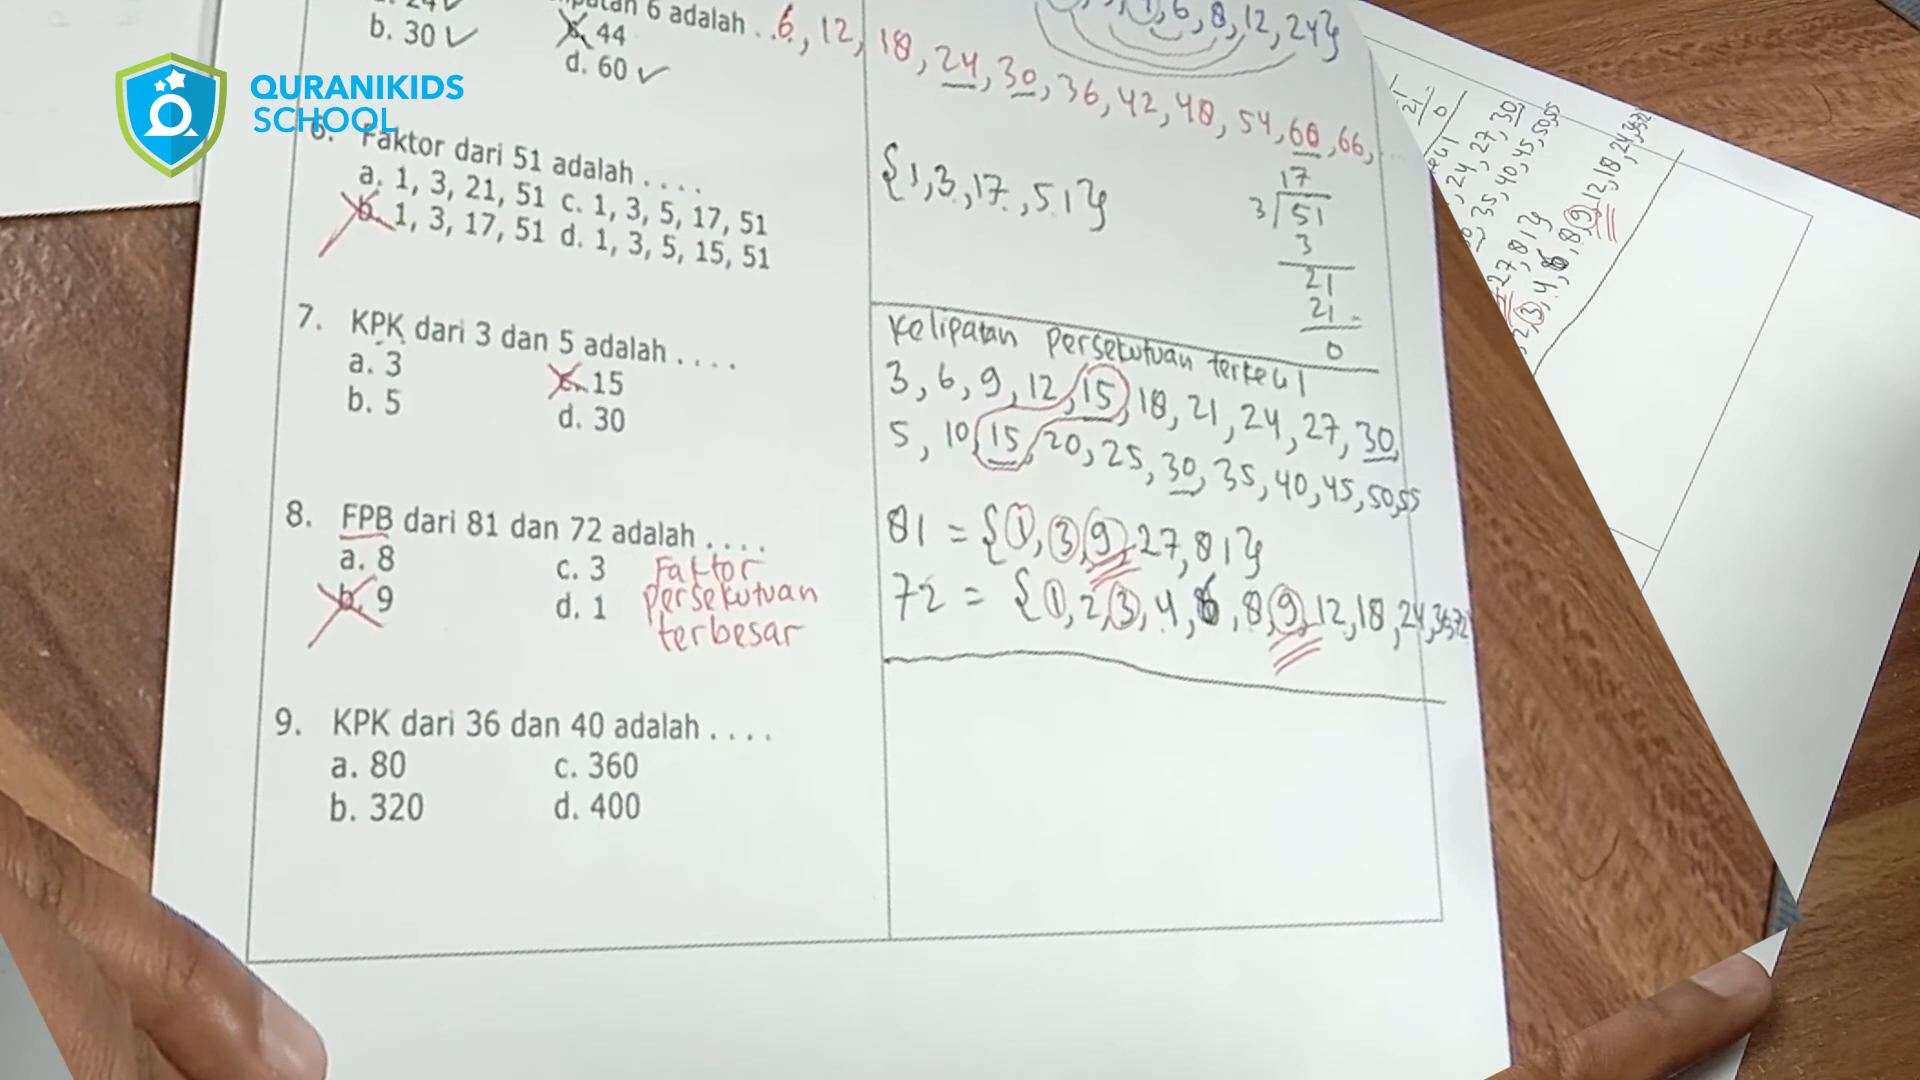 QURANIKIDS
SCHOOL
b. 30 ✓
44
d. 60 ✓
6 adalah . . 6, 12, 18, 24, 30, 36, 42, 48, 54, 60, 66,
6, 8, 12, 24}
6. Faktor dari 51 adalah . . . .
a. 1, 3, 21, 51 c. 1, 3, 5, 17, 51
b. 1, 3, 17, 51 d. 1, 3, 5, 15, 51
{1, 3, 17, 51}
17
3 51
3
21
21 -
0
7. KPK dari 3 dan 5 adalah . . . .
a. 3 c. 15
b. 5 d. 30
Kelipatan Persekutuan terkecil
3, 6, 9, 12, 15, 18, 21, 24, 27, 30,
5, 10, 15, 20, 25, 30, 35, 40, 45, 50, 55
8. FPB dari 81 dan 72 adalah . . . .
a. 8 c. 3
b. 9 d. 1
Faktor
Persekutuan
terbesar
81 = {1, 3, 9, 27, 81}
72 = {1, 2, 3, 4, 6, 8, 9, 12, 18, 24, 36, 72
9. KPK dari 36 dan 40 adalah . . . .
a. 80 c. 360
b. 320 d. 400